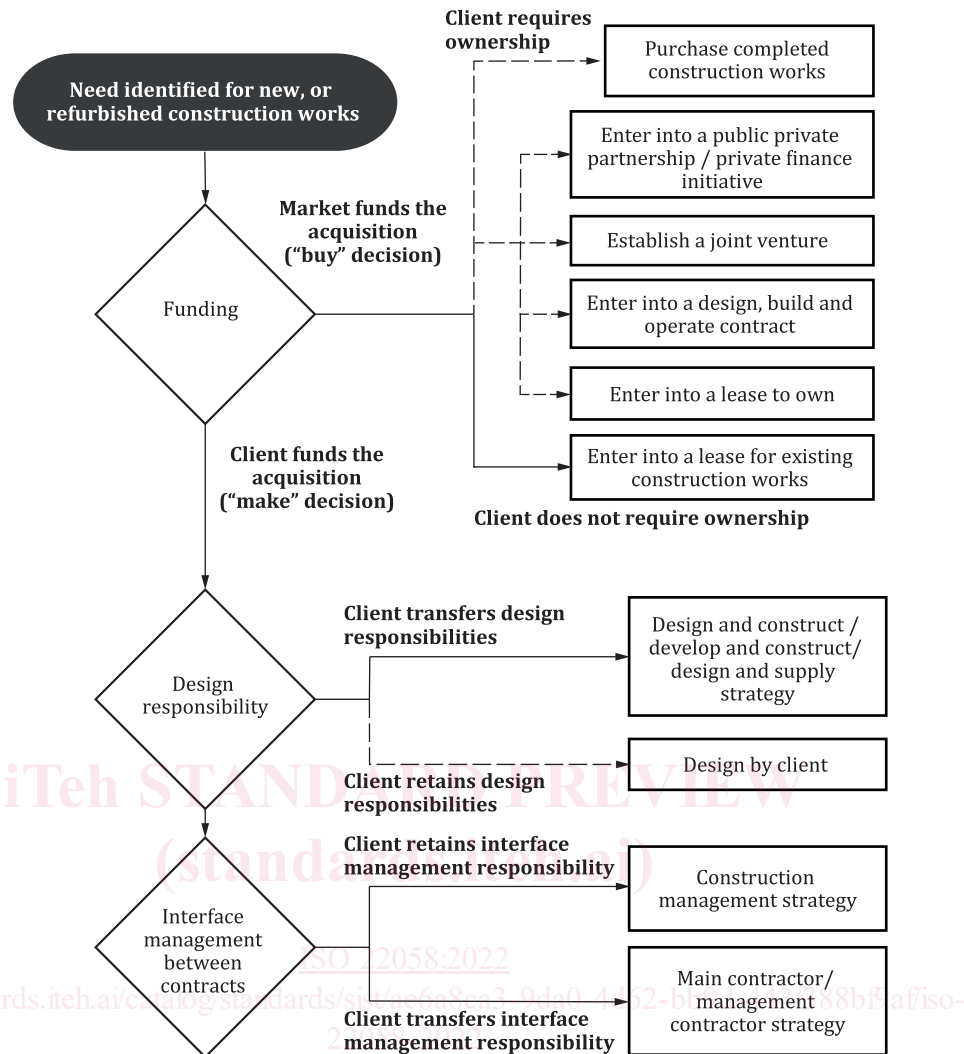 Client requires
ownership
Purchase completed
construction works
Need identified for new, or
refurbished construction works
Enter into a public private
partnership / private finance
initiative
Market funds the
acquisition
(“buy” decision)
Establish a joint venture
Funding
Enter into a design, build and
operate contract
Enter into a lease to own
Client funds the
acquisition
(“make” decision)
Enter into a lease for existing
construction works
Client does not require ownership
Client transfers design
responsibilities
Design and construct /
develop and construct/
design and supply
strategy
Design
responsibility
Design by client
iTeh STANDARD PREVIEW
Client retains design
responsibilities
(standards.iteh.ai)
Client retains interface
management responsibility
Construction
management strategy
Interface
management
between
contracts
ISO 22058:2022
Main contractor/
management
contractor strategy
Client transfers interface
management responsibility